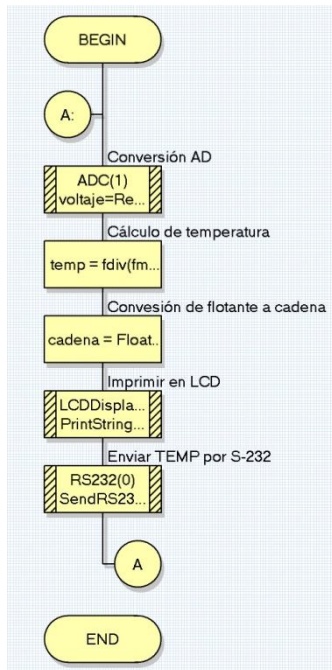 BEGIN
A:
Conversión AD
ADC(1)
voltaje=Re...
Cálculo de temperatura
temp = fdiv(fm...
Convesión de flotante a cadena
cadena = Float..
Imprimir en LCD
LCDDispla...
PrintString...
Enviar TEMP por S-232
RS232(0)
SendRS23...
A
END